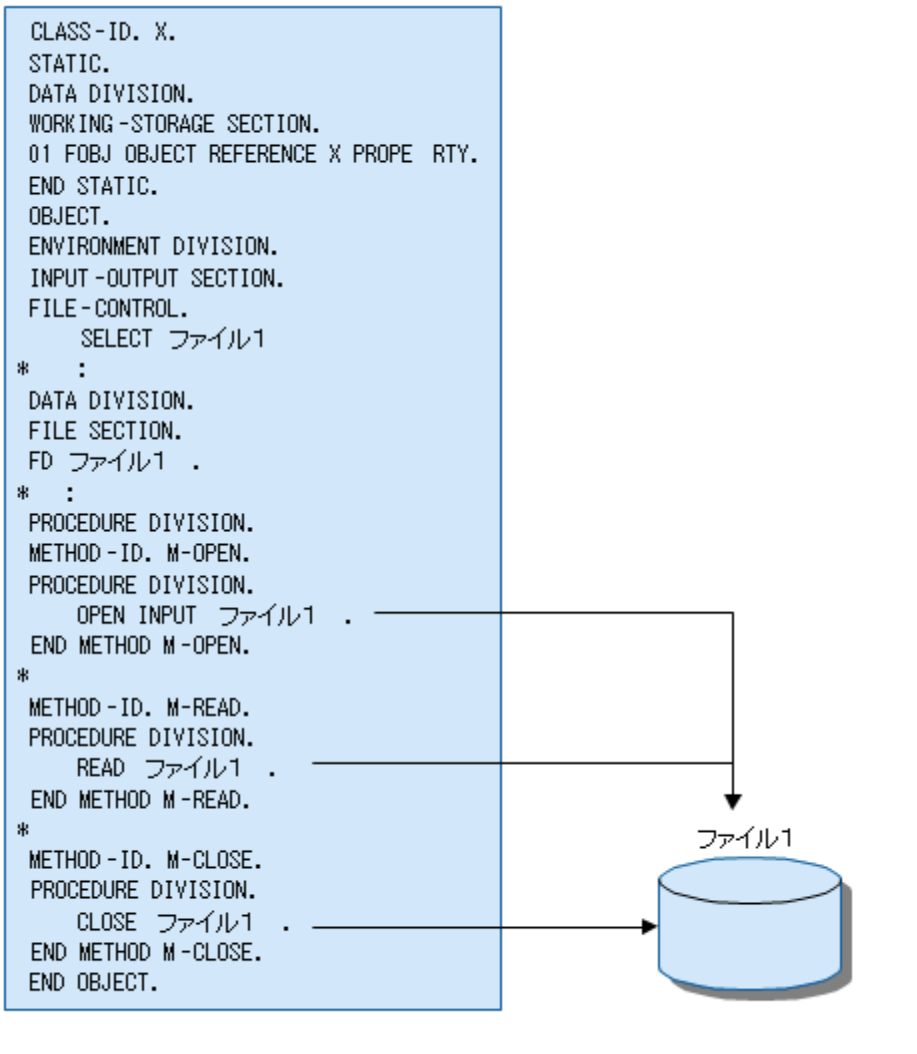 CLASS-ID. X.
STATIC.
DATA DIVISION.
WORKING-STORAGE SECTION.
01 FOBJ OBJECT REFERENCE X PROPE RTY.
END STATIC.
OBJECT.
ENVIRONMENT DIVISION.
INPUT-OUTPUT SECTION.
FILE-CONTROL.
SELECT ファイル1
* :
DATA DIVISION.
FILE SECTION.
FD ファイル1 .
* :
PROCEDURE DIVISION.
METHOD-ID. M-OPEN.
PROCEDURE DIVISION.
OPEN INPUT ファイル1 .
END METHOD M-OPEN.
*
METHOD-ID. M-READ.
PROCEDURE DIVISION.
READ ファイル1 .
END METHOD M-READ.
*
METHOD-ID. M-CLOSE.
PROCEDURE DIVISION.
CLOSE ファイル1 .
END METHOD M-CLOSE.
END OBJECT.
ファイル1